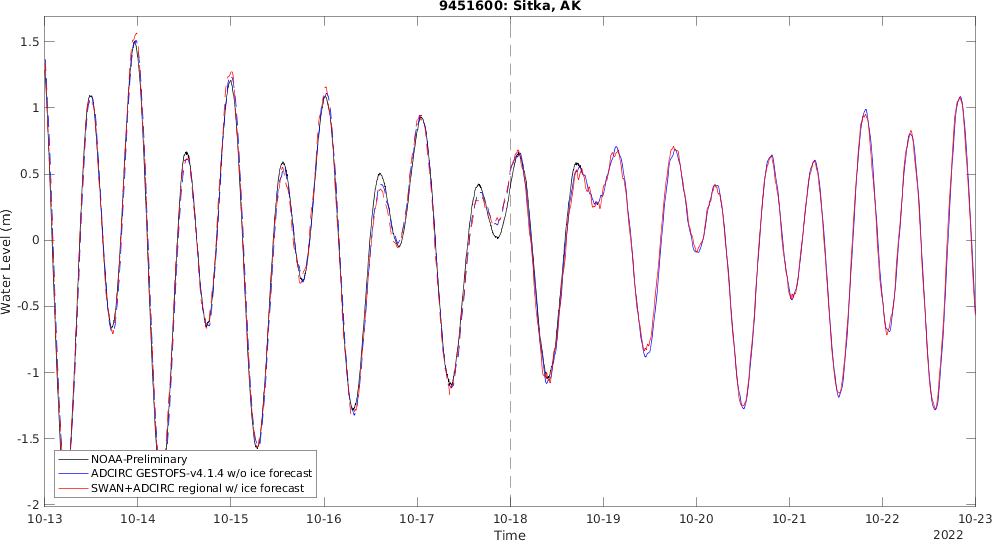 9451600: Sitka, AK
1.5
1
0.5
0
-0.5
-1
-1.5
-2
Water Level (m)
NOAA-Preliminary
ADCIRC GESTOFS-v4.1.4 w/o ice forecast
SWAN+ADCIRC regional w/ ice forecast
10-13 10-14 10-15 10-16 10-17 10-18 10-19 10-20 10-21 10-22 10-23
Time
2022